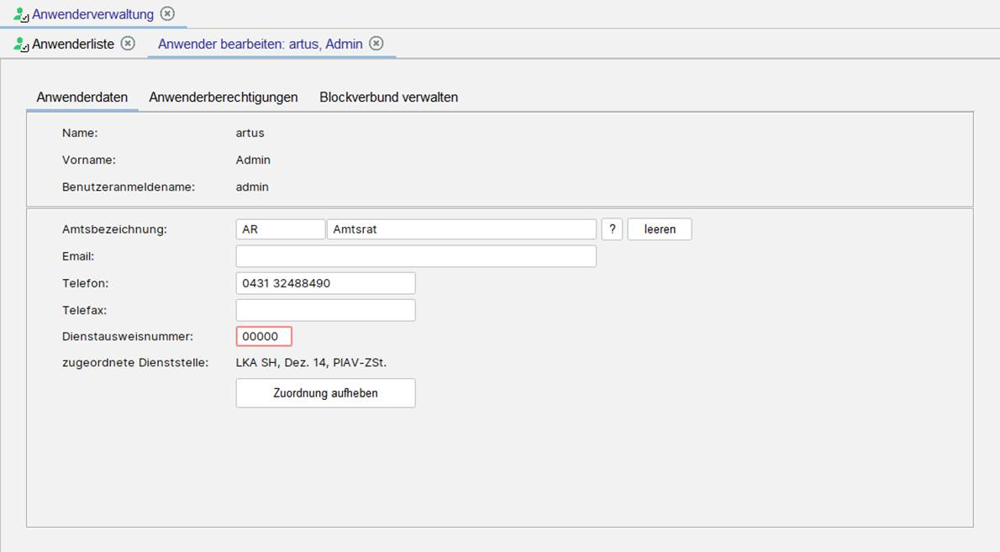 Anwenderverwaltung
Anwenderliste Anwender bearbeiten: artus, Admin
Anwenderdaten Anwenderberechtigungen Blockverbund verwalten
Name: artus
Vorname: Admin
Benutzeranmeldename: admin
Amtsbezeichnung: AR Amtsrat ? leeren
Email:
Telefon: 0431 32488490
Telefax:
Dienstausweisnummer: 00000
zugeordnete Dienststelle: LKA SH, Dez. 14, PIAV-ZSt.
Zuordnung aufheben